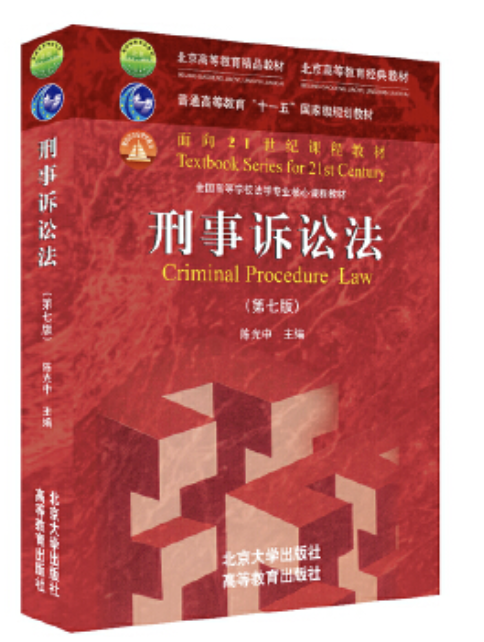 北京高等教育精品教材 北京高等教育经典教材
普通高等教育"十一五"国家级规划教材
面向21世纪课程教材
Textbook Series for 21st Century
全国高等学校法学专业核心课程教材
刑事诉讼法
Criminal Procedure Law
(第七版)
陈光中 主编
北京大学出版社
高等教育出版社
刑事诉讼法
(第七版)
陈光中 主编
北京大学出版社
高等教育出版社